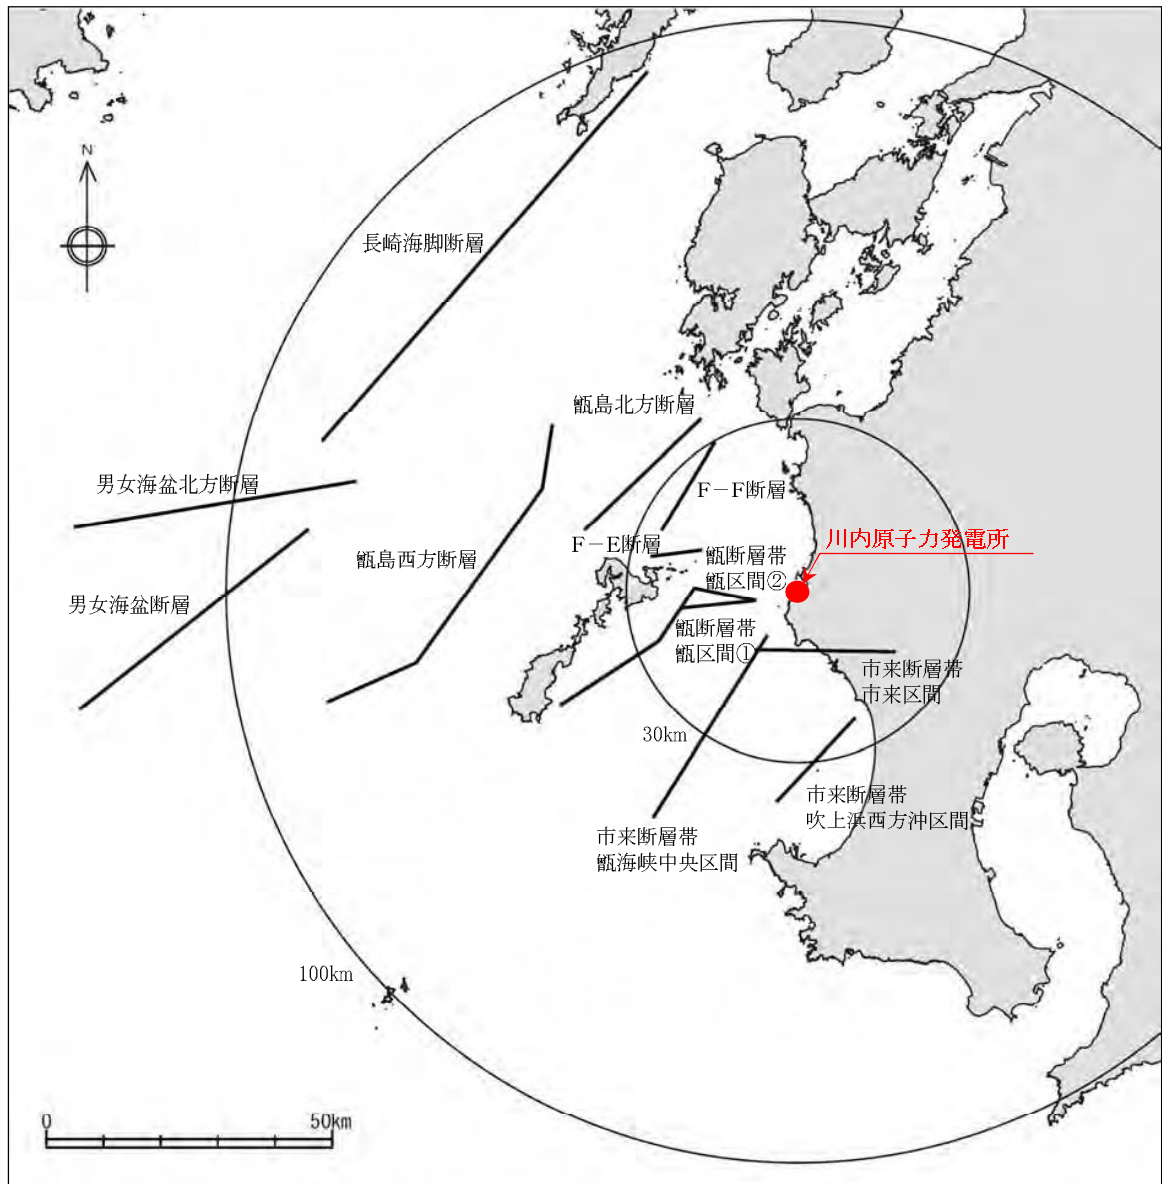 N
長崎海脚断層
甑島北方断層
男女海盆北方断層
F－F断層
川内原子力発電所
F－E断層
甑断層帯
甑区間②
甑島西方断層
男女海盆断層
甑断層帯
甑区間①
市来断層帯
市来区間
30km
市来断層帯
吹上浜西方沖区間
市来断層帯
甑海峡中央区間
100km
0
50km